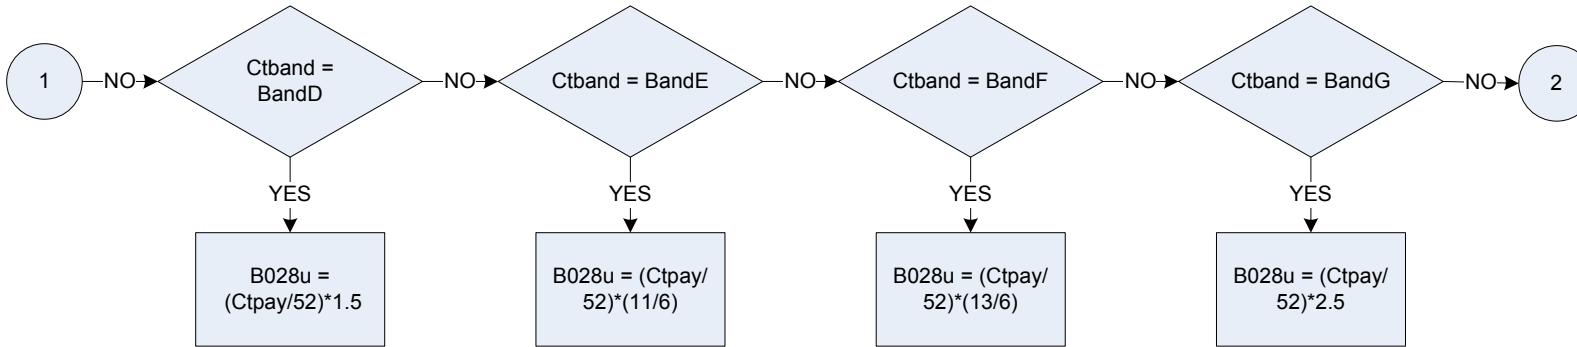 1
NO
Ctband =
BandD
NO
Ctband = BandE
NO
Ctband = BandF
NO
Ctband = BandG
NO
2
YES
YES
YES
YES
B028u =
(Ctpay/52)*1.5
B028u = (Ctpay/
52)*(11/6)
B028u = (Ctpay/
52)*(13/6)
B028u = (Ctpay/
52)*2.5